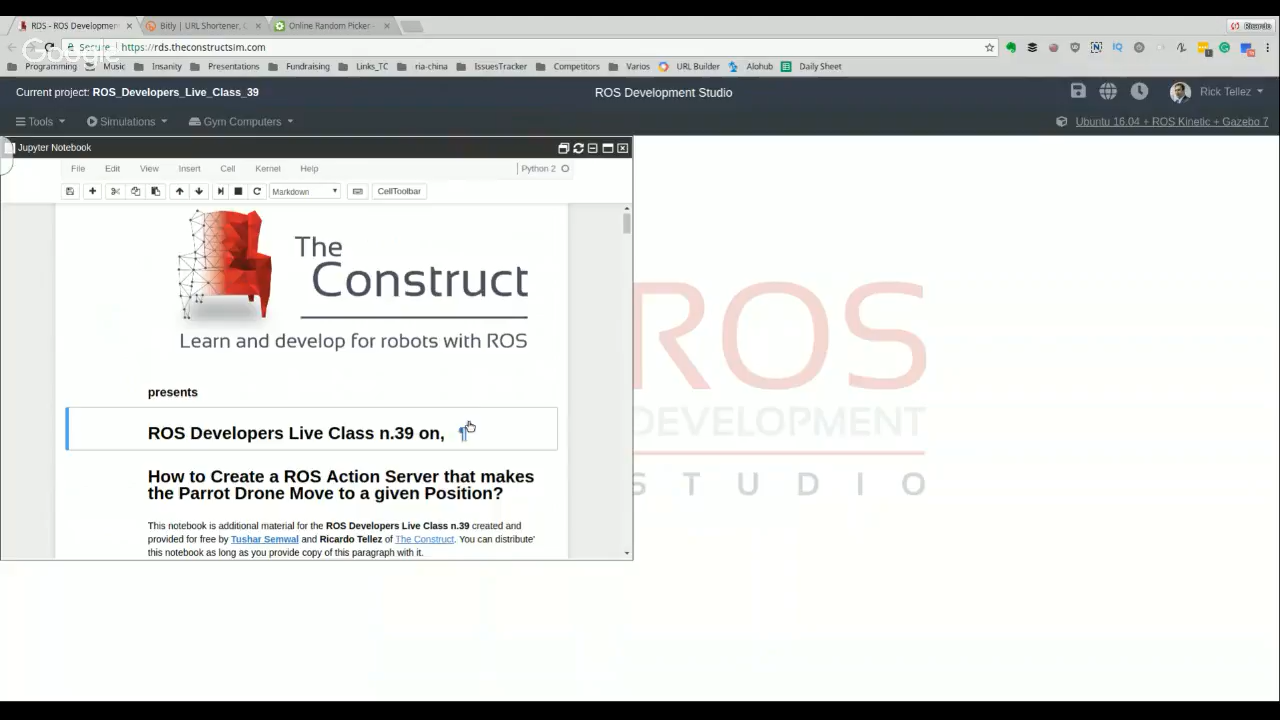 RDS - ROS Developmen
Bitly | URL Shortener, C
Online Random Picker -
Ricardo
Google
Secure
https://rds.theconstructsim.com
Programming
Music
Insanity
Presentations
Fundraising
Links_TC
ria-china
IssuesTracker
Competitors
Varios
URL Builder
Alohub
Daily Sheet
Current project: ROS_Developers_Live_Class_39
ROS Development Studio
Rick Tellez
Tools
Simulations
Gym Computers
Ubuntu 16.04 + ROS Kinetic + Gazebo 7
Jupyter Notebook
File Edit View Insert Cell Kernel Help
Python 2
Markdown
CellToolbar
The
Construct
Learn and develop for robots with ROS
presents
ROS Developers Live Class n.39 on, ¶
How to Create a ROS Action Server that makes
the Parrot Drone Move to a given Position?
This notebook is additional material for the ROS Developers Live Class n.39 created and
provided for free by Tushar Semwal and Ricardo Tellez of The Construct. You can distribute'
this notebook as long as you provide copy of this paragraph with it.
ROS
DEVELOPMENT
STUDIO